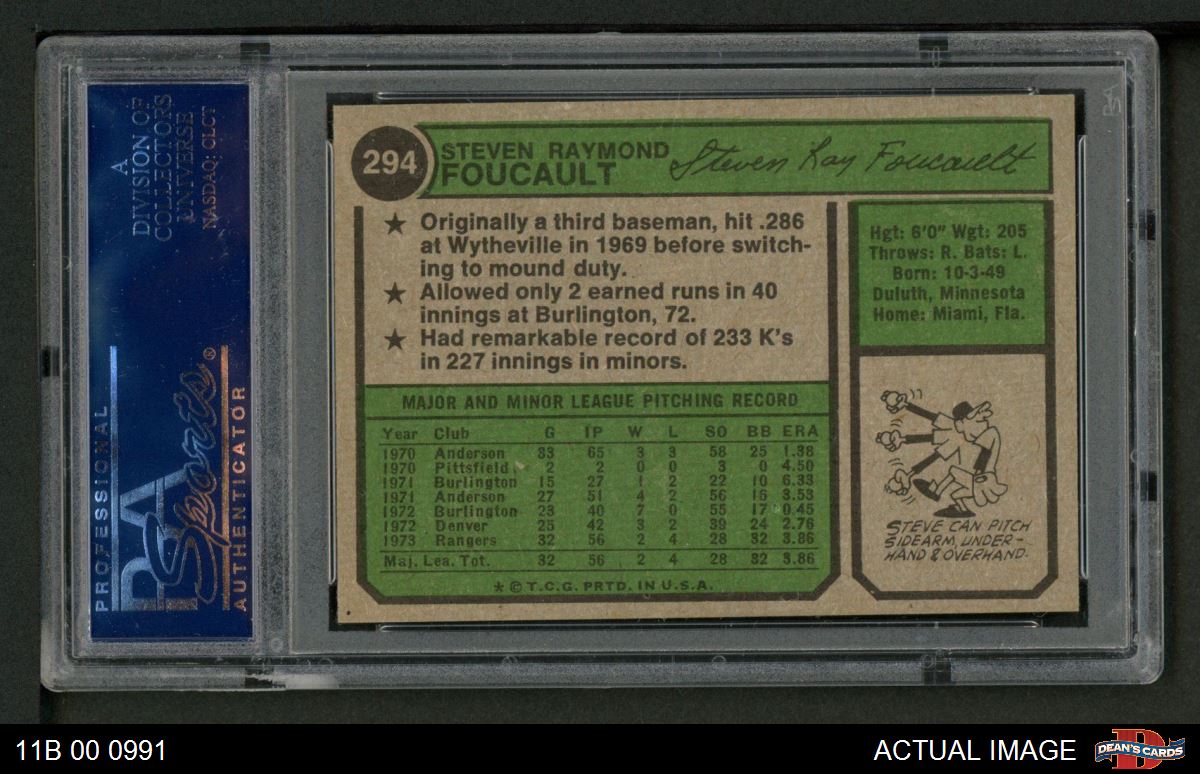 A
DIVISION OF
COLLECTORS
UNIVERSE
NASDAQ: CLCT
PROFESSIONAL
PSA
Sports®
AUTHENTICATOR
294
STEVEN RAYMOND
FOUCAULT
Steven Ray Foucault
★ Originally a third baseman, hit .286
at Wytheville in 1969 before switch-
ing to mound duty.
★ Allowed only 2 earned runs in 40
innings at Burlington, 72.
★ Had remarkable record of 233 K's
in 227 innings in minors.
Hgt: 6'0" Wgt: 205
Throws: R. Bats: L.
Born: 10-3-49
Duluth, Minnesota
Home: Miami, Fla.
MAJOR AND MINOR LEAGUE PITCHING RECORD
Year Club G IP W L SO BB ERA
1970 Anderson 33 65 3 3 58 25 1.38
1970 Pittsfield 2 2 0 0 3 0 4.50
1971 Burlington 15 27 1 2 22 10 6.33
1971 Anderson 27 51 4 2 56 16 3.53
1972 Burlington 23 40 7 0 55 17 0.45
1972 Denver 25 42 3 2 39 24 2.76
1973 Rangers 32 56 2 4 28 32 3.86
Maj. Lea. Tot. 32 56 2 4 28 32 3.86
* © T.C.G. PRTD. IN U.S.A.
STEVE CAN PITCH
SIDEARM, UNDER-
HAND & OVERHAND.
11B 00 0991
ACTUAL IMAGE
DEAN'S CARDS